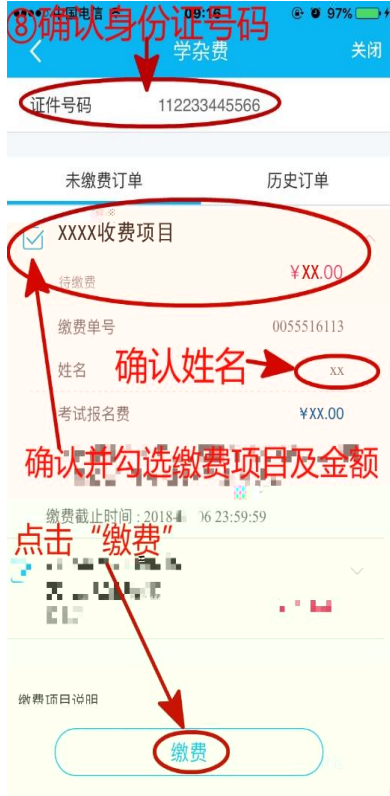 中国电信 09:16 97%
⑧确认身份证号码
学杂费 关闭
证件号码 112233445566
未缴费订单 历史订单
XXXX收费项目
待缴费 ¥XX.00
缴费单号 0055516113
确认姓名
姓名 xx
考试报名费 ¥XX.00
确认并勾选缴费项目及金额
缴费截止时间 : 2018- 06 23:59:59
点击“缴费”
缴费项目说明
缴费